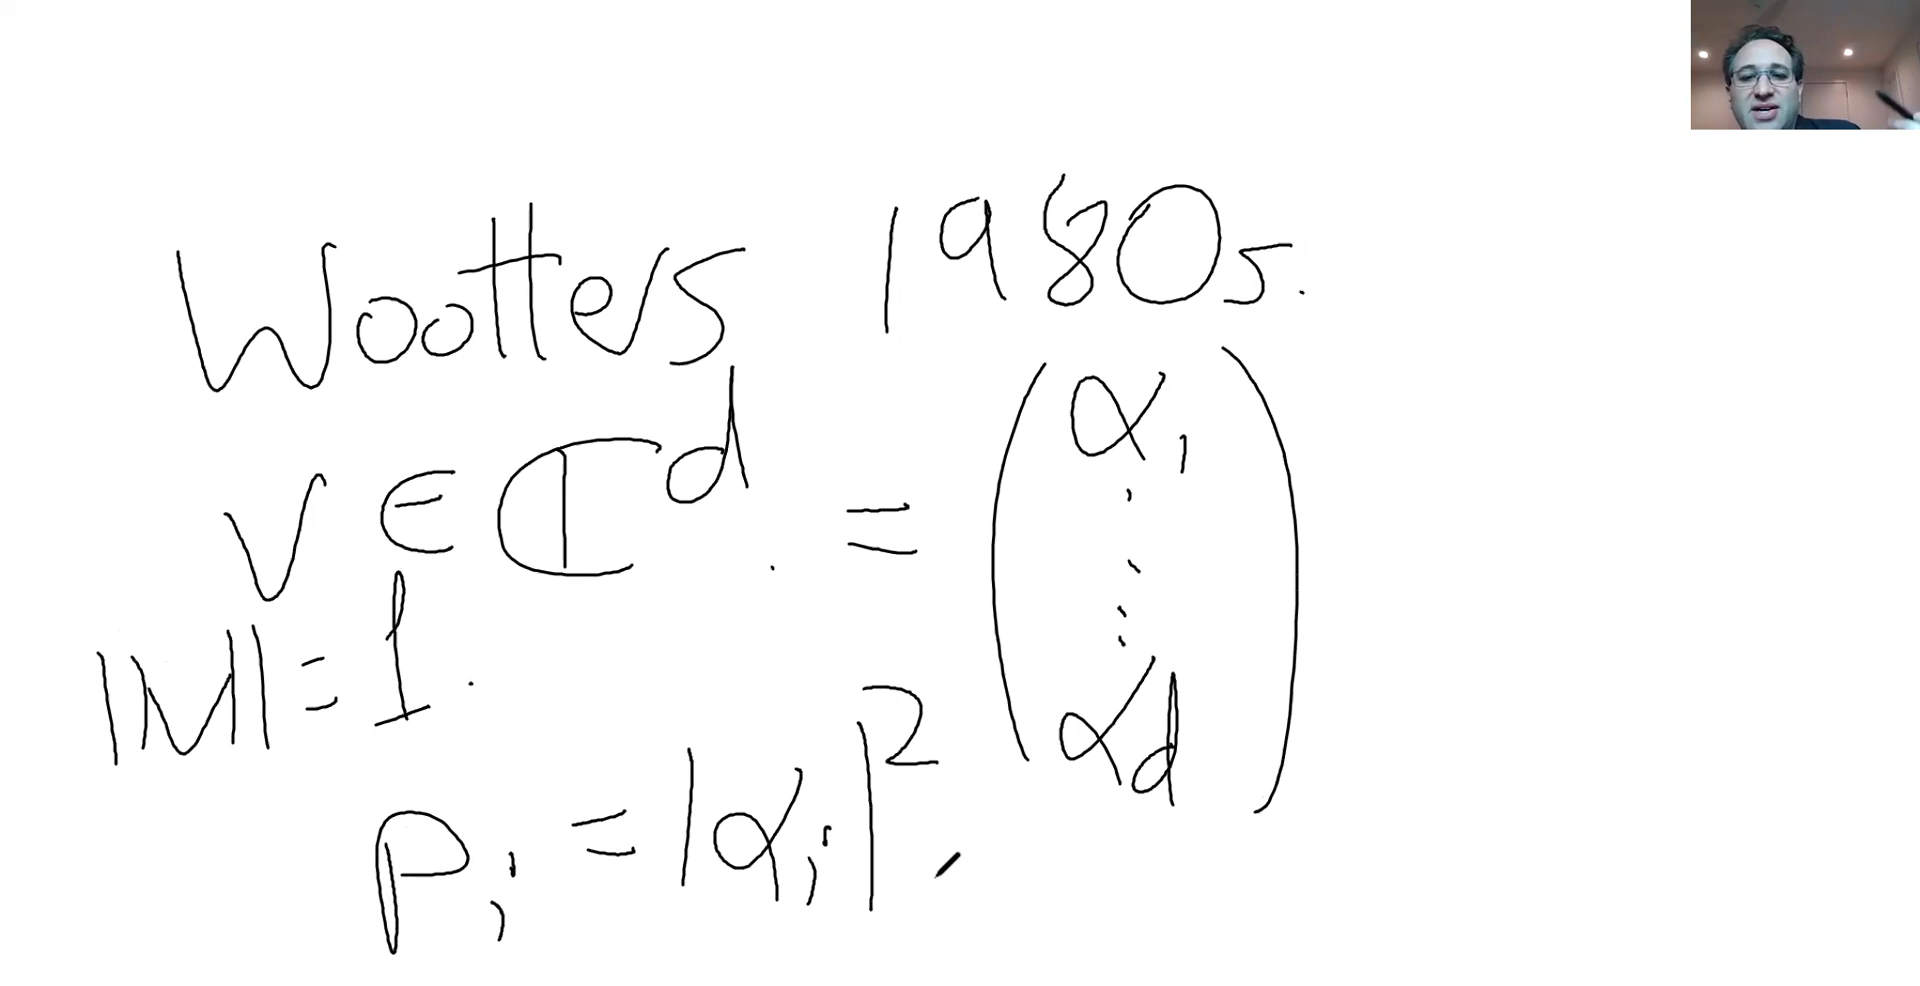 Wootters 1980s.
V ∈ ℂ^d. = (α_1 ⋮ α_d)
||V|| = 1.
P_i = |α_i|^2.